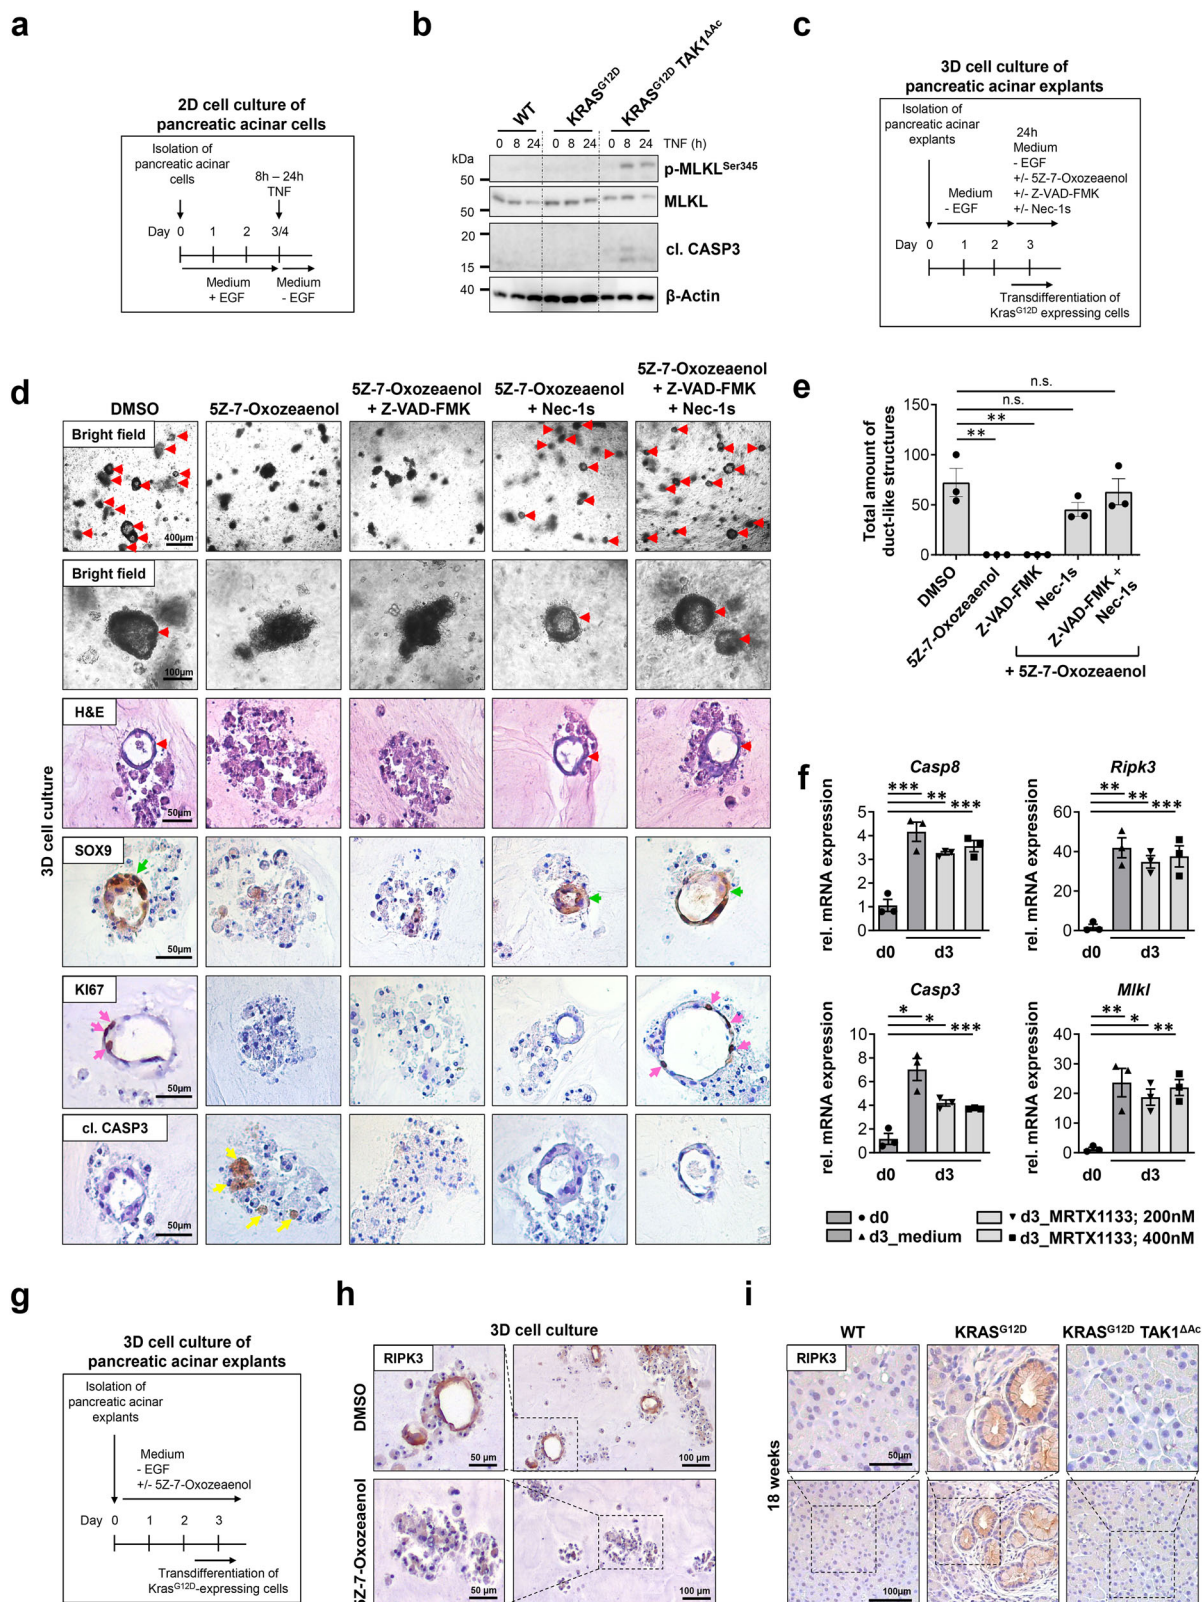 a
2D cell culture of
pancreatic acinar cells
Isolation of
pancreatic acinar
cells
8h – 24h
TNF
Day 0 1 2 3/4
Medium
+ EGF
Medium
- EGF
b
WT
KRASG12D
KRASG12D TAK1ΔAc
0 8 24 0 8 24 0 8 24 TNF (h)
kDa
50
p-MLKLSer345
50
MLKL
20
15
cl. CASP3
40
β-Actin
c
3D cell culture of
pancreatic acinar explants
Isolation of
pancreatic acinar
explants
24h
Medium
- EGF
+/- 5Z-7-Oxozeaenol
+/- Z-VAD-FMK
+/- Nec-1s
Medium
- EGF
Day 0 1 2 3
Transdifferentiation of
KrasG12D expressing cells
d
DMSO
5Z-7-Oxozeaenol
5Z-7-Oxozeaenol
+ Z-VAD-FMK
5Z-7-Oxozeaenol
+ Nec-1s
5Z-7-Oxozeaenol
+ Z-VAD-FMK
+ Nec-1s
3D cell culture
Bright field
400µm
Bright field
100µm
H&E
50µm
SOX9
50µm
KI67
50µm
cl. CASP3
50µm
e
n.s.
n.s.
**
**
Total amount of
duct-like structures
150
100
50
0
DMSO
5Z-7-Oxozeaenol
Z-VAD-FMK
Nec-1s
Z-VAD-FMK +
Nec-1s
+ 5Z-7-Oxozeaenol
f
Casp8
*** ** ***
rel. mRNA expression
5
4
3
2
1
0
d0 d3
Ripk3
** ** ***
rel. mRNA expression
60
40
20
0
d0 d3
Casp3
* * ***
rel. mRNA expression
10
8
6
4
2
0
d0 d3
Mlkl
** * **
rel. mRNA expression
40
30
20
10
0
d0 d3
d0
d3_MRTX1133; 200nM
d3_medium
d3_MRTX1133; 400nM
g
3D cell culture of
pancreatic acinar explants
Isolation of
pancreatic acinar
explants
Medium
- EGF
+/- 5Z-7-Oxozeaenol
Day 0 1 2 3
Transdifferentiation of
KrasG12D-expressing cells
h
3D cell culture
DMSO
RIPK3
50 µm
100 µm
5Z-7-Oxozeaenol
50 µm
100 µm
i
WT
KRASG12D
KRASG12D TAK1ΔAc
18 weeks
RIPK3
50µm
100µm